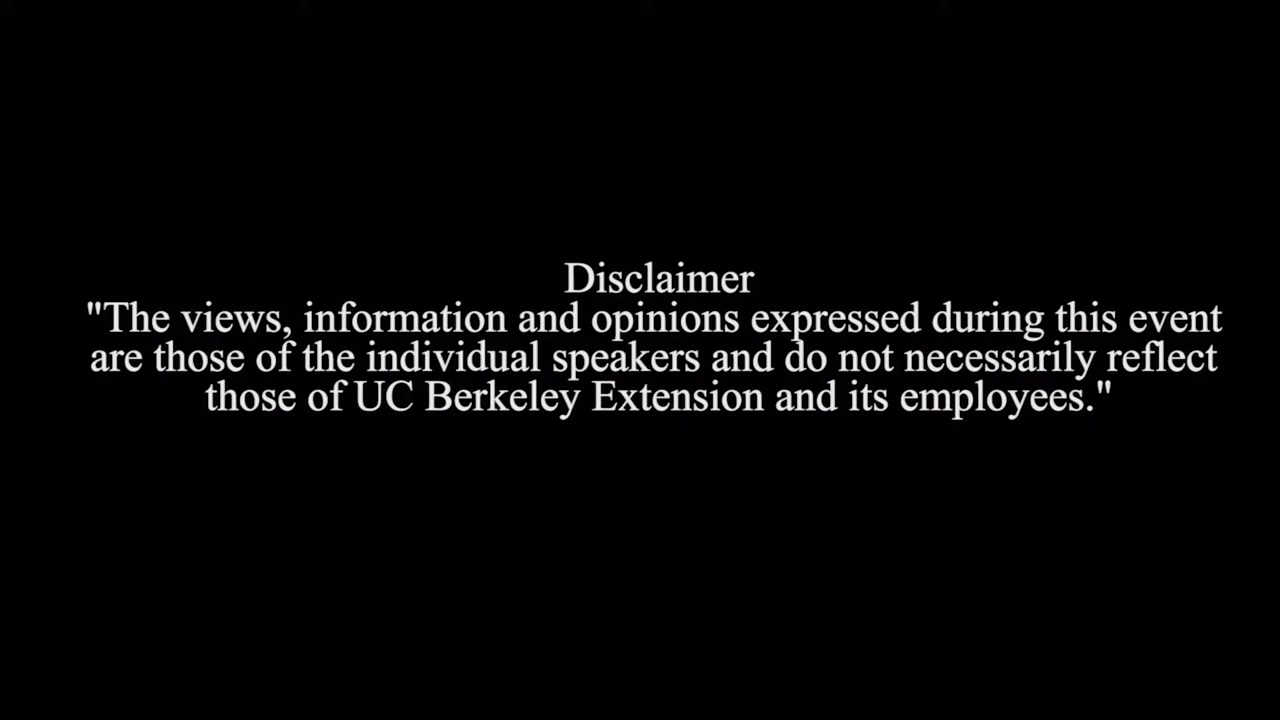 Disclaimer
"The views, information and opinions expressed during this event
are those of the individual speakers and do not necessarily reflect
those of UC Berkeley Extension and its employees."